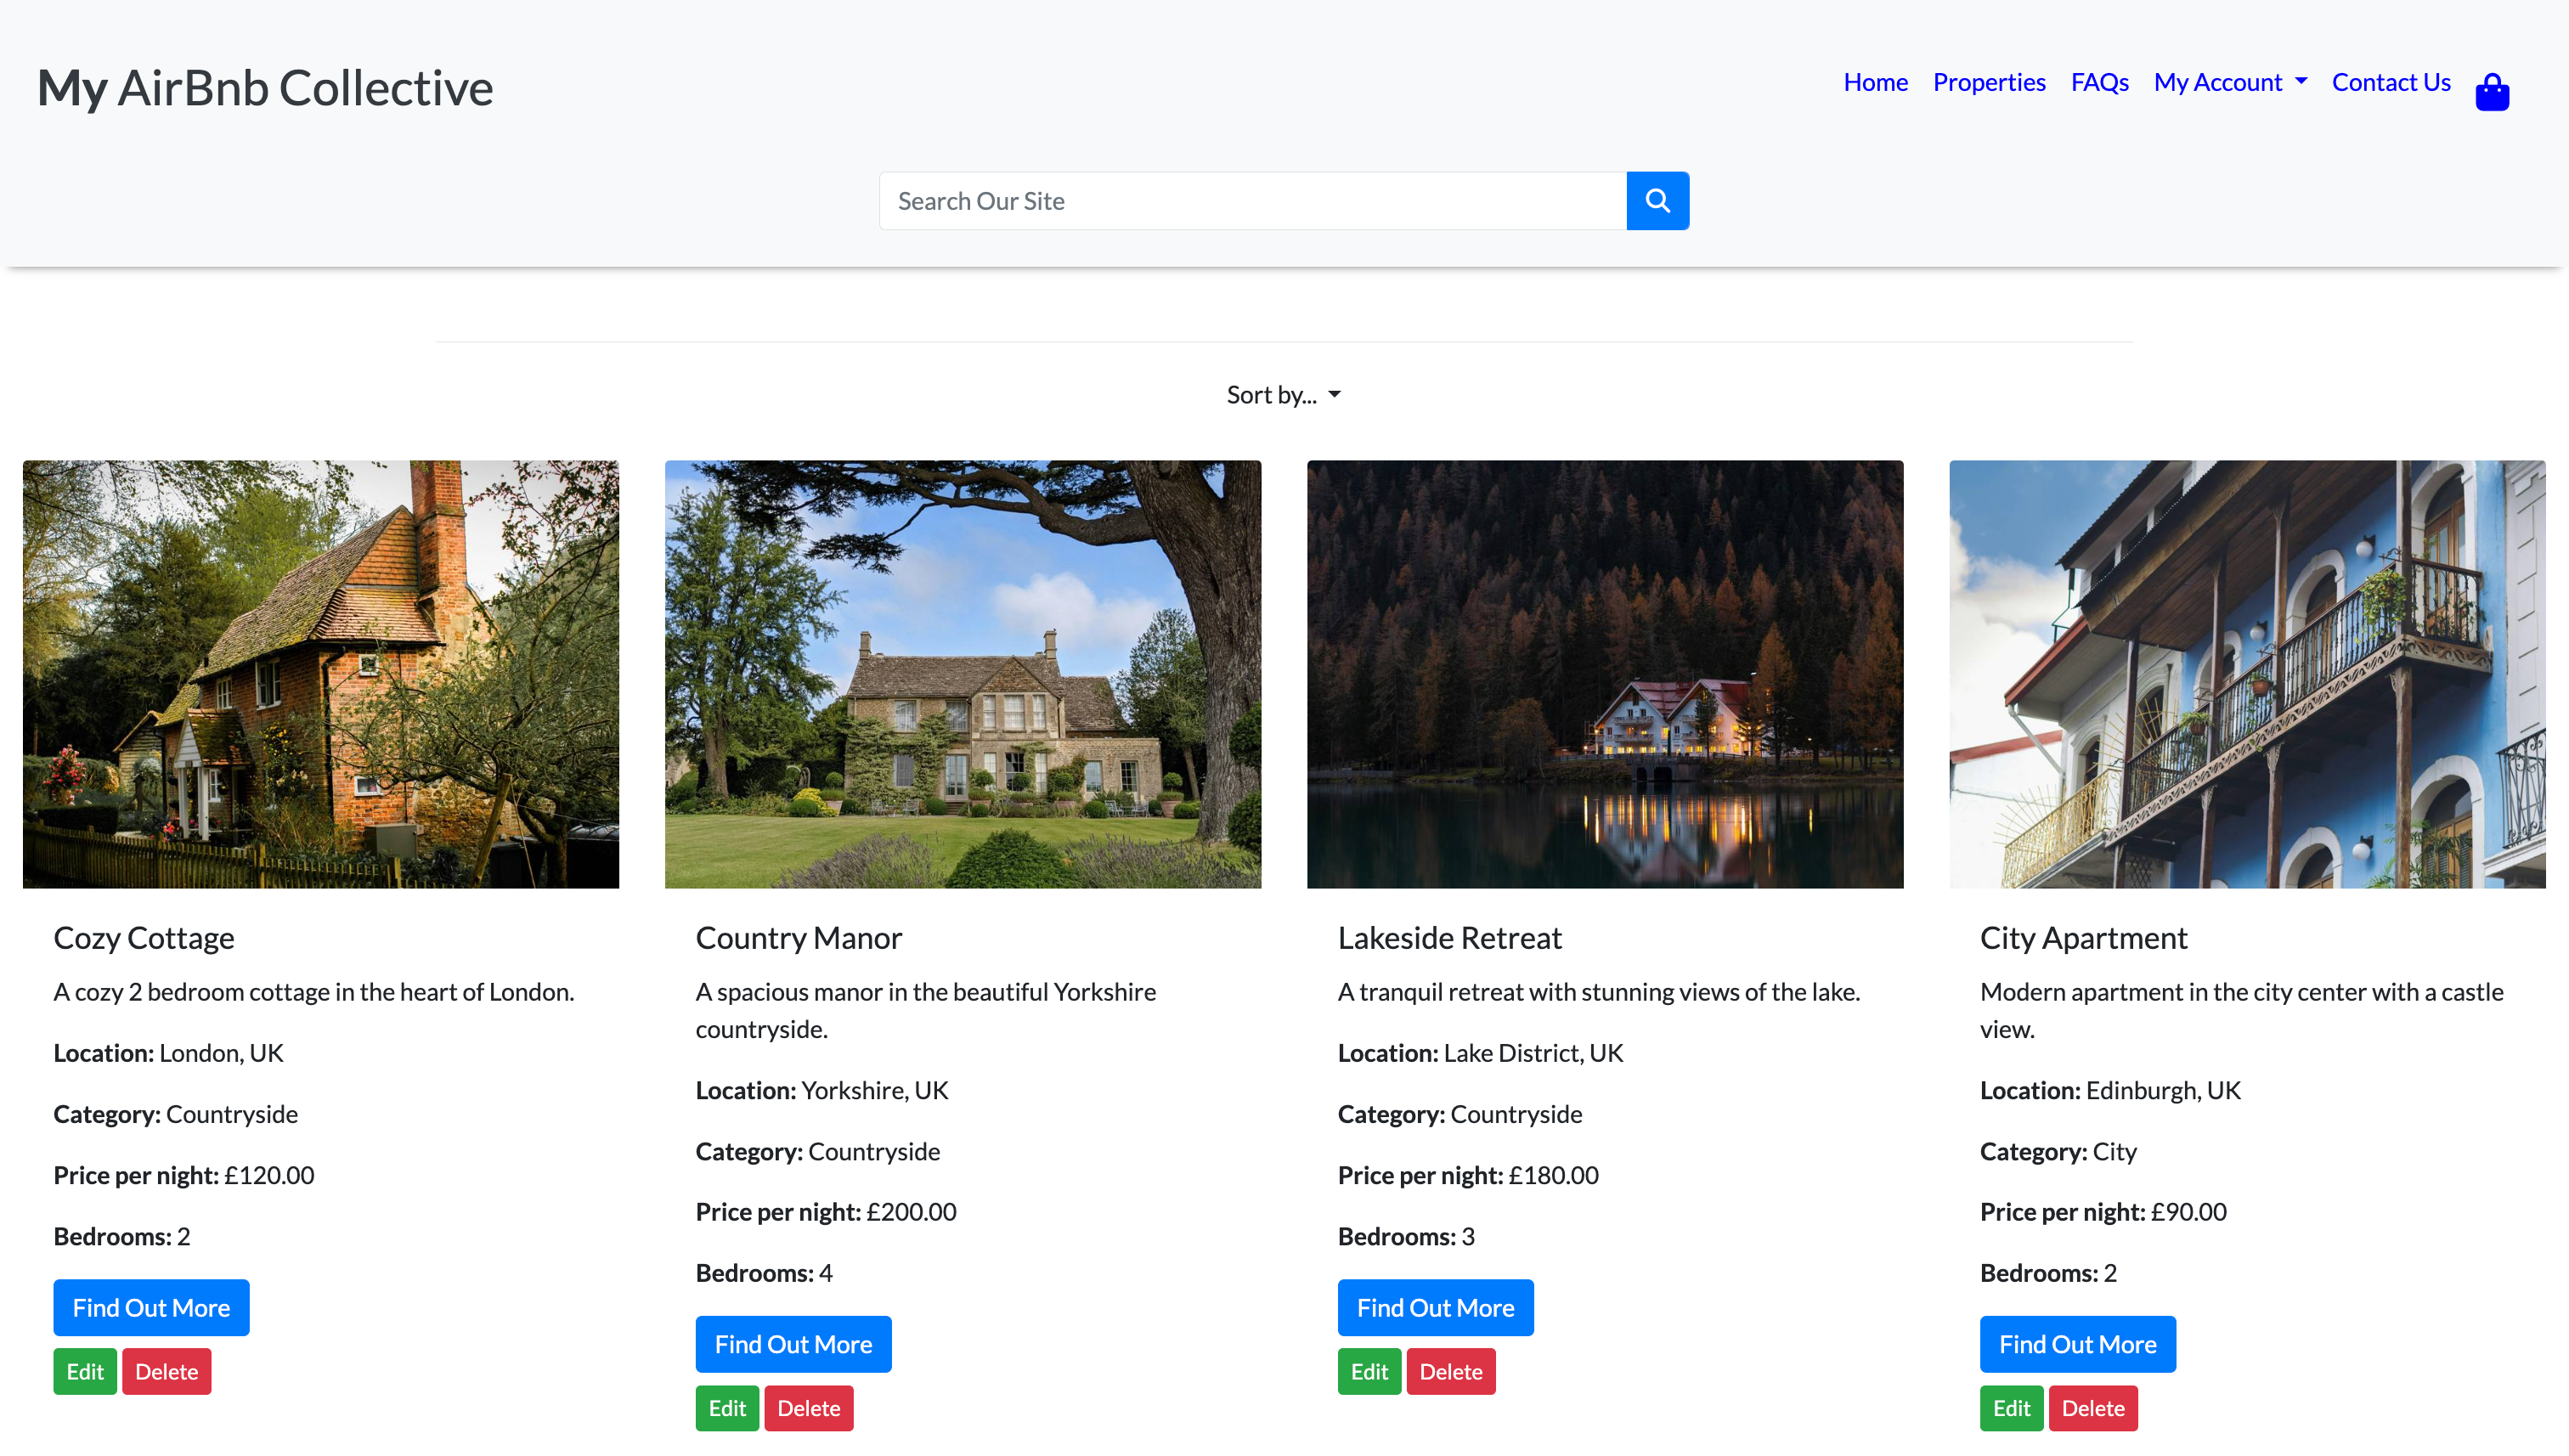 My AirBnb Collective
Home Properties FAQs My Account Contact Us
Search Our Site
Sort by...
Cozy Cottage
A cozy 2 bedroom cottage in the heart of London.
Location: London, UK
Category: Countryside
Price per night: £120.00
Bedrooms: 2
Find Out More
Edit Delete
Country Manor
A spacious manor in the beautiful Yorkshire
countryside.
Location: Yorkshire, UK
Category: Countryside
Price per night: £200.00
Bedrooms: 4
Find Out More
Edit Delete
Lakeside Retreat
A tranquil retreat with stunning views of the lake.
Location: Lake District, UK
Category: Countryside
Price per night: £180.00
Bedrooms: 3
Find Out More
Edit Delete
City Apartment
Modern apartment in the city center with a castle
view.
Location: Edinburgh, UK
Category: City
Price per night: £90.00
Bedrooms: 2
Find Out More
Edit Delete